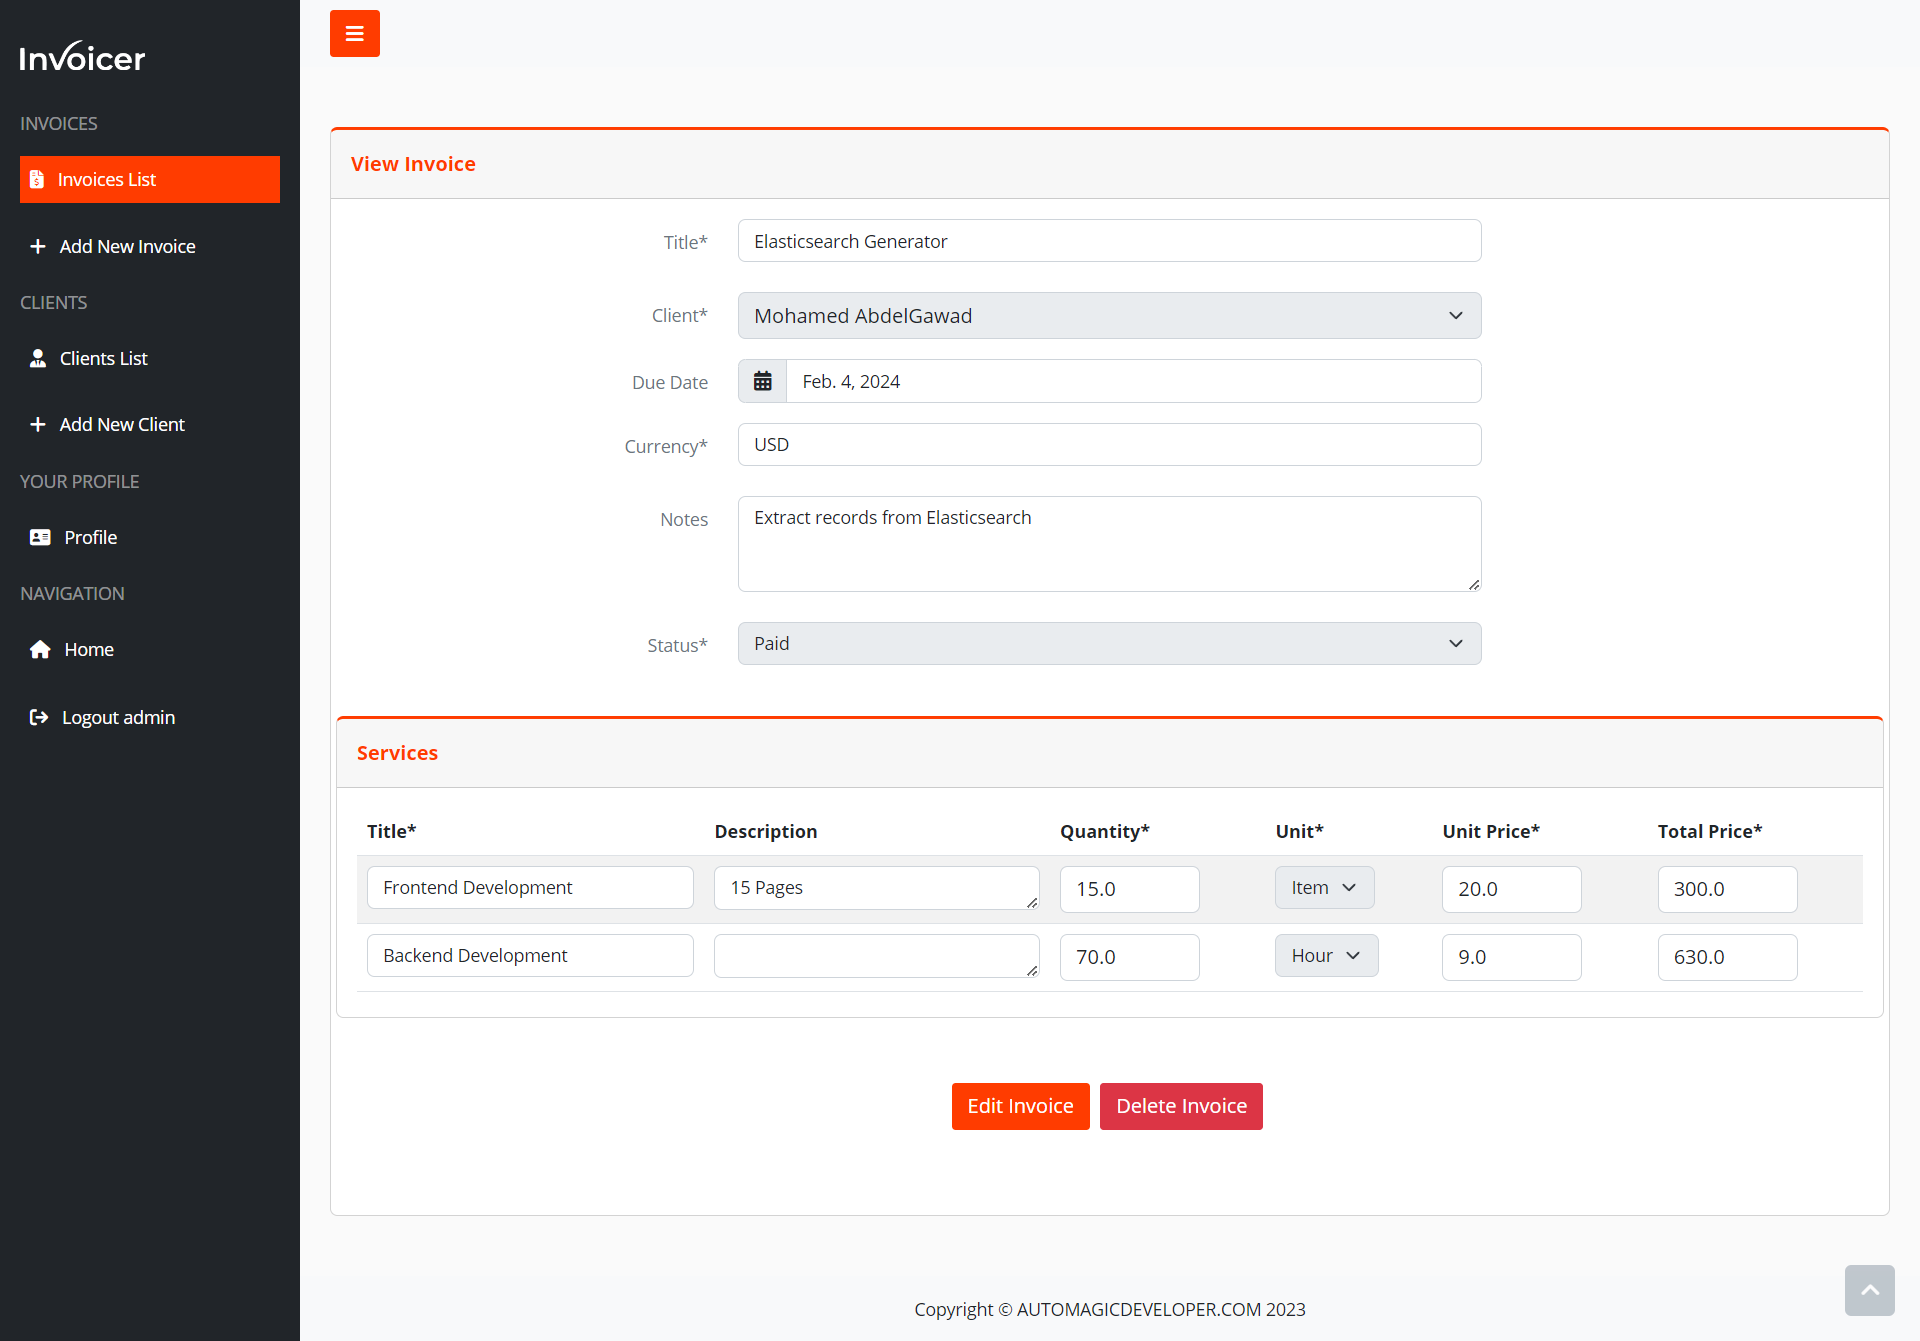 Invoicer
INVOICES
Invoices List
Add New Invoice
CLIENTS
Clients List
Add New Client
YOUR PROFILE
Profile
NAVIGATION
Home
Logout admin
View Invoice
Title* Elasticsearch Generator
Client* Mohamed AbdelGawad
Due Date Feb. 4, 2024
Currency* USD
Notes Extract records from Elasticsearch
Status* Paid
Services
Title* Description Quantity* Unit* Unit Price* Total Price*
Frontend Development 15 Pages 15.0 Item 20.0 300.0
Backend Development 70.0 Hour 9.0 630.0
Edit Invoice Delete Invoice
Copyright © AUTOMAGICDEVELOPER.COM 2023